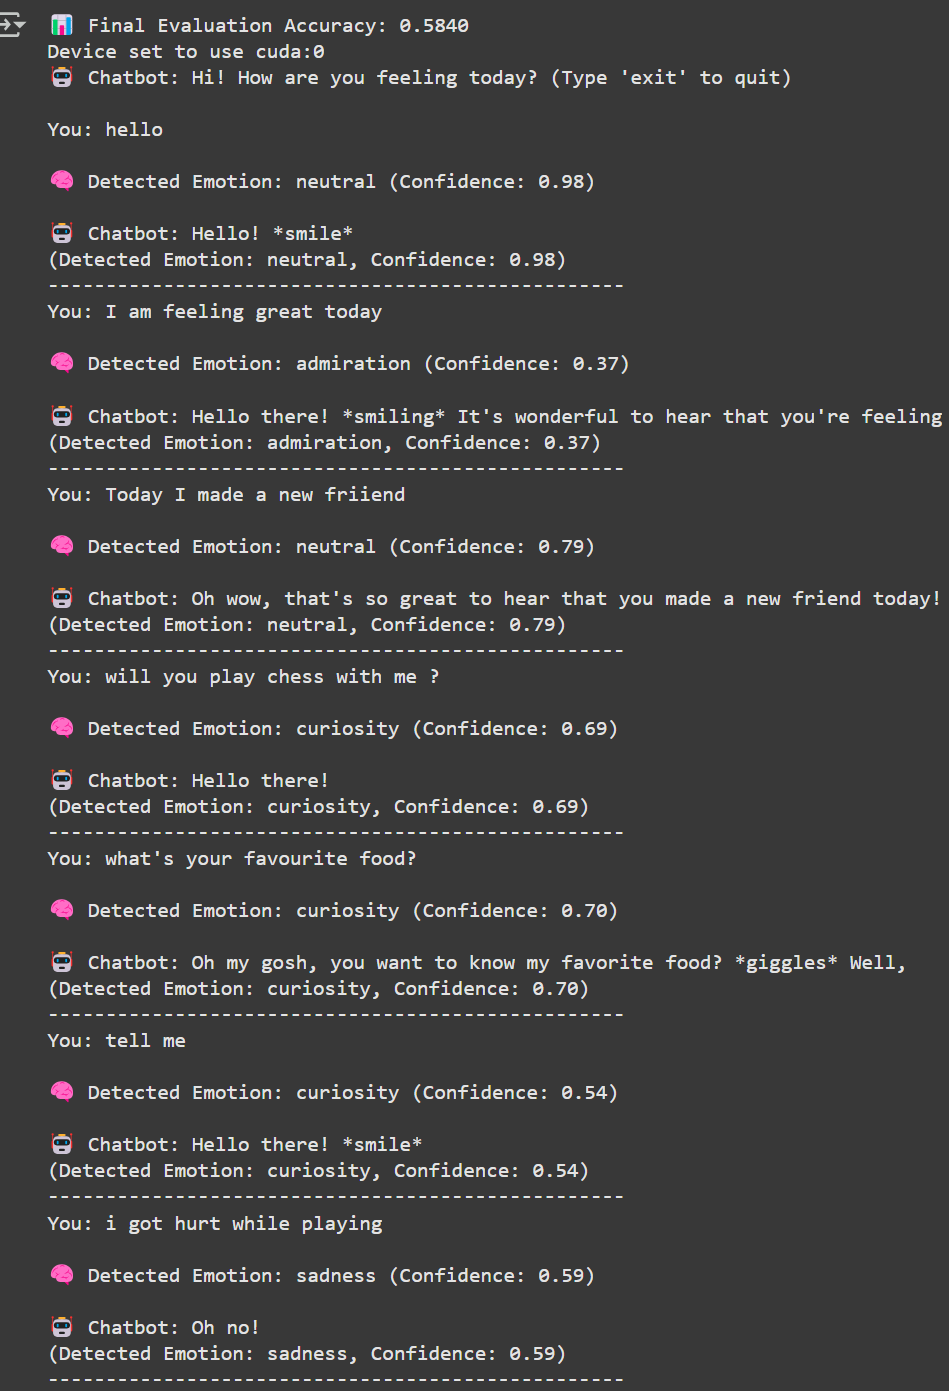 📊 Final Evaluation Accuracy: 0.5840
Device set to use cuda:0
🤖 Chatbot: Hi! How are you feeling today? (Type 'exit' to quit)
You: hello
🧠 Detected Emotion: neutral (Confidence: 0.98)
🤖 Chatbot: Hello! *smile*
(Detected Emotion: neutral, Confidence: 0.98)
--------------------------------------------------
You: I am feeling great today
🧠 Detected Emotion: admiration (Confidence: 0.37)
🤖 Chatbot: Hello there! *smiling* It's wonderful to hear that you're feeling
(Detected Emotion: admiration, Confidence: 0.37)
--------------------------------------------------
You: Today I made a new friiend
🧠 Detected Emotion: neutral (Confidence: 0.79)
🤖 Chatbot: Oh wow, that's so great to hear that you made a new friend today!
(Detected Emotion: neutral, Confidence: 0.79)
--------------------------------------------------
You: will you play chess with me ?
🧠 Detected Emotion: curiosity (Confidence: 0.69)
🤖 Chatbot: Hello there!
(Detected Emotion: curiosity, Confidence: 0.69)
--------------------------------------------------
You: what's your favourite food?
🧠 Detected Emotion: curiosity (Confidence: 0.70)
🤖 Chatbot: Oh my gosh, you want to know my favorite food? *giggles* Well,
(Detected Emotion: curiosity, Confidence: 0.70)
--------------------------------------------------
You: tell me
🧠 Detected Emotion: curiosity (Confidence: 0.54)
🤖 Chatbot: Hello there! *smile*
(Detected Emotion: curiosity, Confidence: 0.54)
--------------------------------------------------
You: i got hurt while playing
🧠 Detected Emotion: sadness (Confidence: 0.59)
🤖 Chatbot: Oh no!
(Detected Emotion: sadness, Confidence: 0.59)
--------------------------------------------------